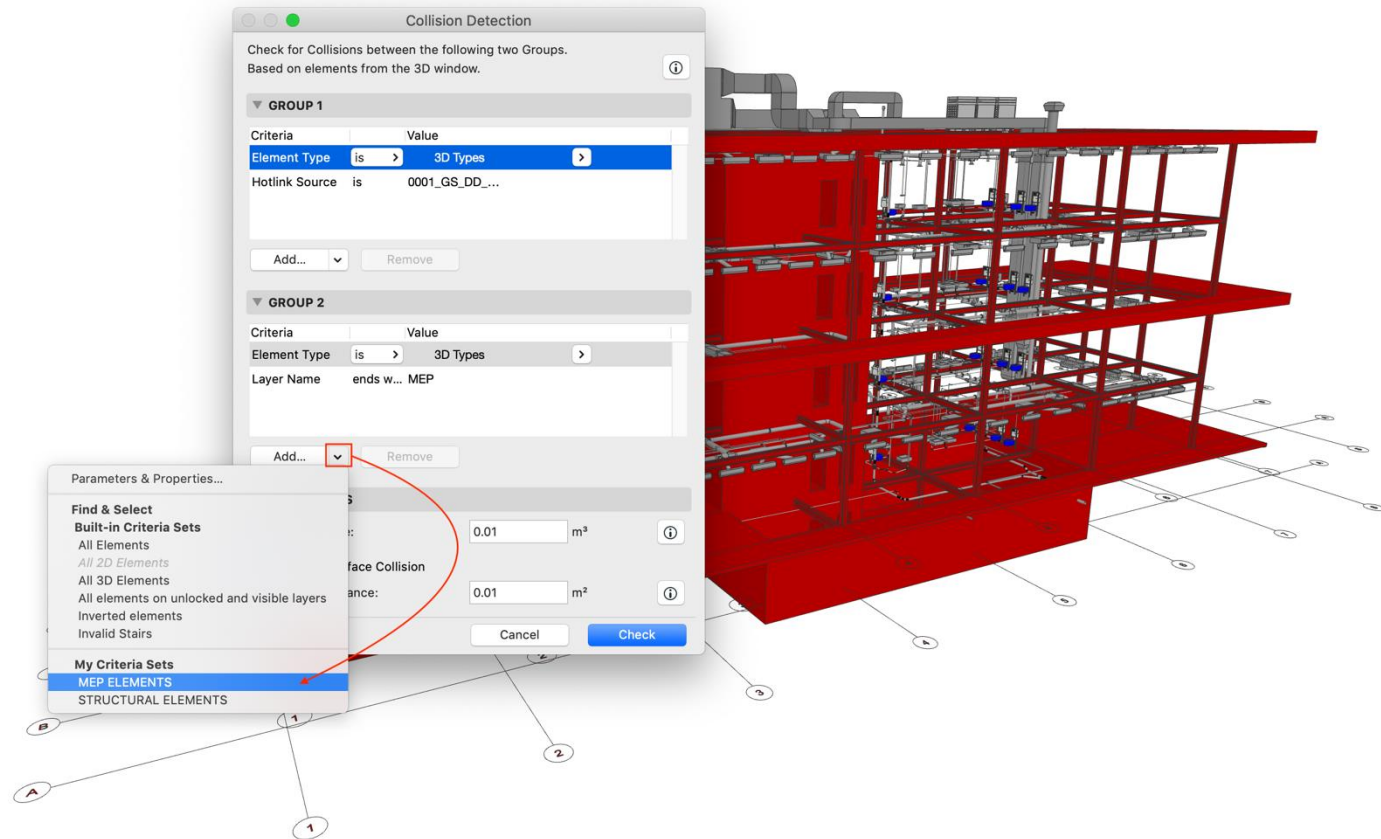 Collision Detection
Check for Collisions between the following two Groups.
Based on elements from the 3D window.
GROUP 1
Criteria Value
Element Type is 3D Types
Hotlink Source is 0001_GS_DD_...
Add... Remove
GROUP 2
Criteria Value
Element Type is 3D Types
Layer Name ends w... MEP
Add... Remove
Parameters & Properties...
Find & Select
Built-in Criteria Sets
All Elements
All 2D Elements
All 3D Elements
All elements on unlocked and visible layers
Inverted elements
Invalid Stairs
My Criteria Sets
MEP ELEMENTS
STRUCTURAL ELEMENTS
0.01 m³
0.01 m²
Cancel Check
A
B
1
1
2
2
3
4